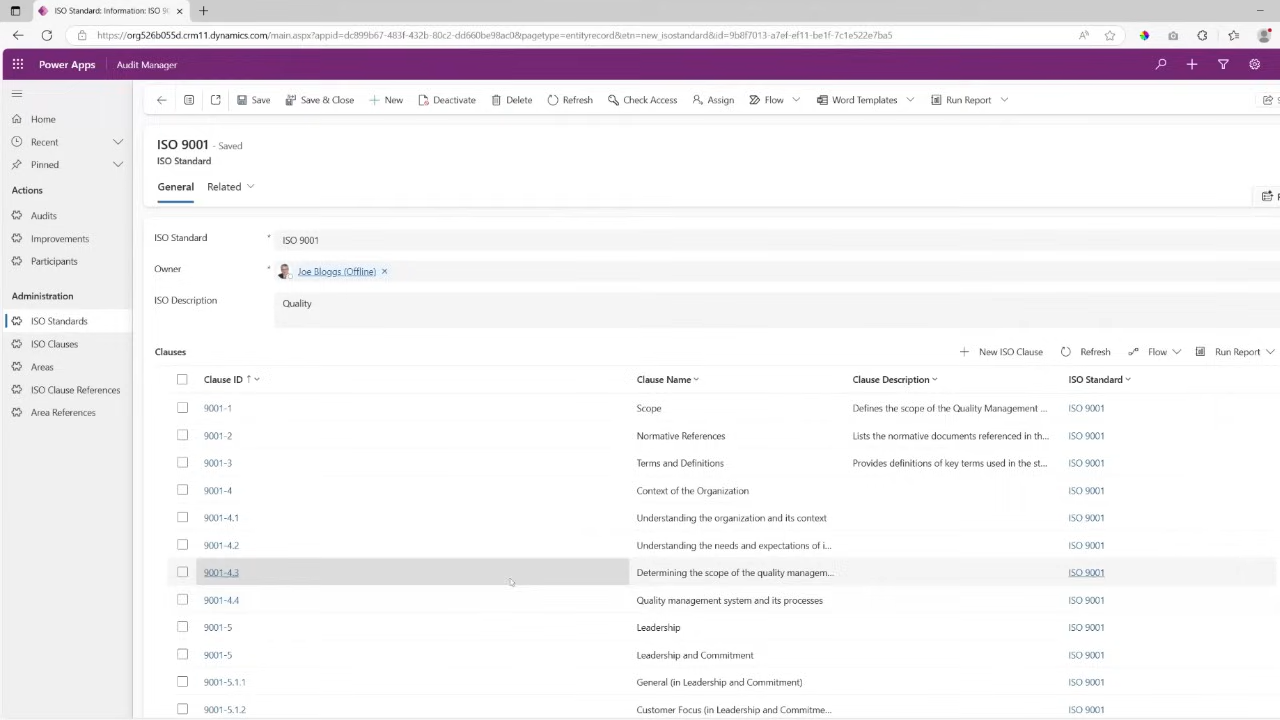 ISO Standard: Information: ISO 9
https://org526b055d.crm11.dynamics.com/main.aspx?appid=dc899b67-483f-432b-80c2-dd660be98ac0&pagetype=entityrecord&etn=new_isostandard&id=9b8f7013-a7ef-ef11-be1f-7c1e522e7ba5
Power Apps Audit Manager
Save Save & Close New Deactivate Delete Refresh Check Access Assign Flow Word Templates Run Report
Home
Recent
Pinned
Actions
Audits
Improvements
Participants
Administration
ISO Standards
ISO Clauses
Areas
ISO Clause References
Area References
ISO 9001 - Saved
ISO Standard
General Related
ISO Standard * ISO 9001
Owner * Joe Bloggs (Offline)
ISO Description Quality
Clauses New ISO Clause Refresh Flow Run Report
Clause ID Clause Name Clause Description ISO Standard
9001-1 Scope Defines the scope of the Quality Management ... ISO 9001
9001-2 Normative References Lists the normative documents referenced in th... ISO 9001
9001-3 Terms and Definitions Provides definitions of key terms used in the st... ISO 9001
9001-4 Context of the Organization ISO 9001
9001-4.1 Understanding the organization and its context ISO 9001
9001-4.2 Understanding the needs and expectations of i... ISO 9001
9001-4.3 Determining the scope of the quality managem... ISO 9001
9001-4.4 Quality management system and its processes ISO 9001
9001-5 Leadership ISO 9001
9001-5 Leadership and Commitment ISO 9001
9001-5.1.1 General (in Leadership and Commitment) ISO 9001
9001-5.1.2 Customer Focus (in Leadership and Commitme... ISO 9001